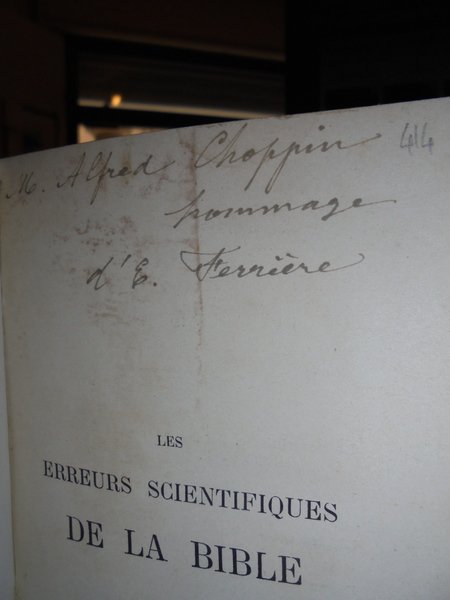 M. Alfred Choppin
hommage
d'E. Ferrière
414
LES
ERREURS SCIENTIFIQUES
DE LA BIBLE